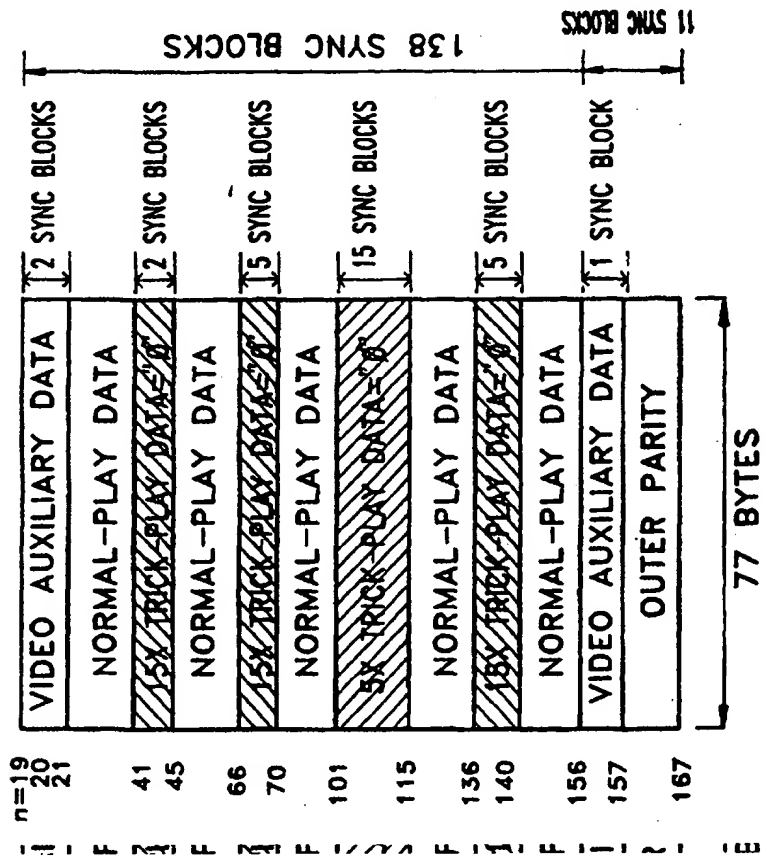 138 SYNC BLOCKS
11 SYNC BLOCKS
2 SYNC BLOCKS
2 SYNC BLOCKS
5 SYNC BLOCKS
15 SYNC BLOCKS
5 SYNC BLOCKS
1 SYNC BLOCK
VIDEO AUXILIARY DATA
NORMAL-PLAY DATA
15X TRICK-PLAY DATA="Ø"
NORMAL-PLAY DATA
15X TRICK-PLAY DATA="Ø"
NORMAL-PLAY DATA
5X TRICK-PLAY DATA="Ø"
NORMAL-PLAY DATA
15X TRICK-PLAY DATA="Ø"
NORMAL-PLAY DATA
VIDEO AUXILIARY DATA
OUTER PARITY
77 BYTES
n=19
20
21
41
45
66
70
101
115
136
140
156
157
167